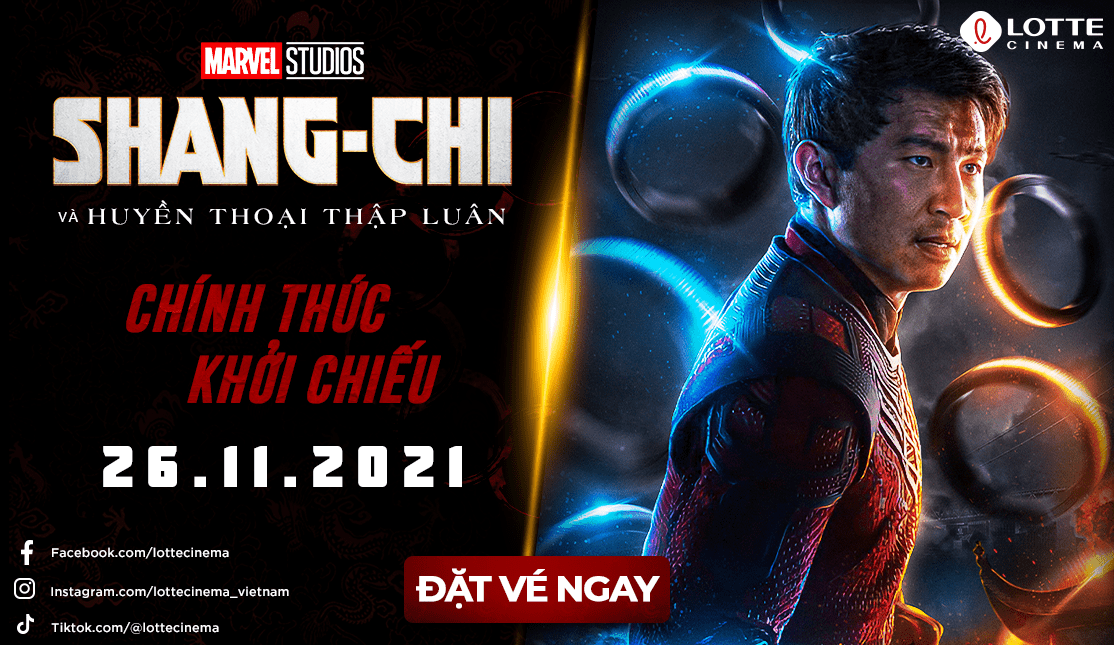 MARVEL STUDIOS
SHANG-CHI
VÀ HUYỀN THOẠI THẬP LUÂN
CHÍNH THỨC
KHỞI CHIẾU
26.11.2021
Facebook.com/lottecinema
Instagram.com/lottecinema_vietnam
Tiktok.com/@lottecinema
ĐẶT VÉ NGAY
LOTTE
CINEMA